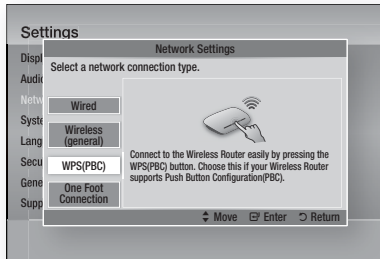 Settings
Network Settings
Select a network connection type.
Displ
Audio
Netw
Syste
Lang
Secu
Gene
Supp
Wired
Wireless
(general)
WPS(PBC)
One Foot
Connection
Connect to the Wireless Router easily by pressing the
WPS(PBC) button. Choose this if your Wireless Router
supports Push Button Configuration(PBC).
Move Enter Return